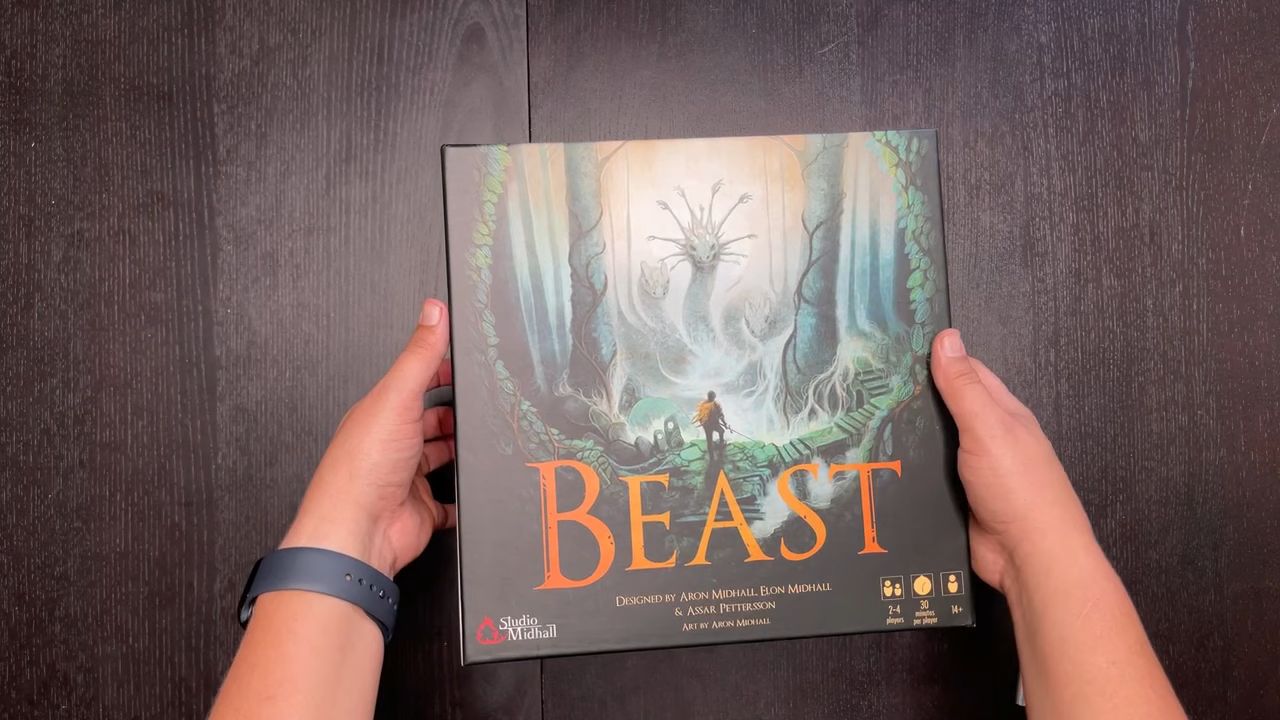 BEAST
DESIGNED BY ARON MIDHALL, ELON MIDHALL
& ASSAR PETTERSSON
ART BY ARON MIDHALL
Studio
Midhall
2-4
players
30
minutes
per player
14+